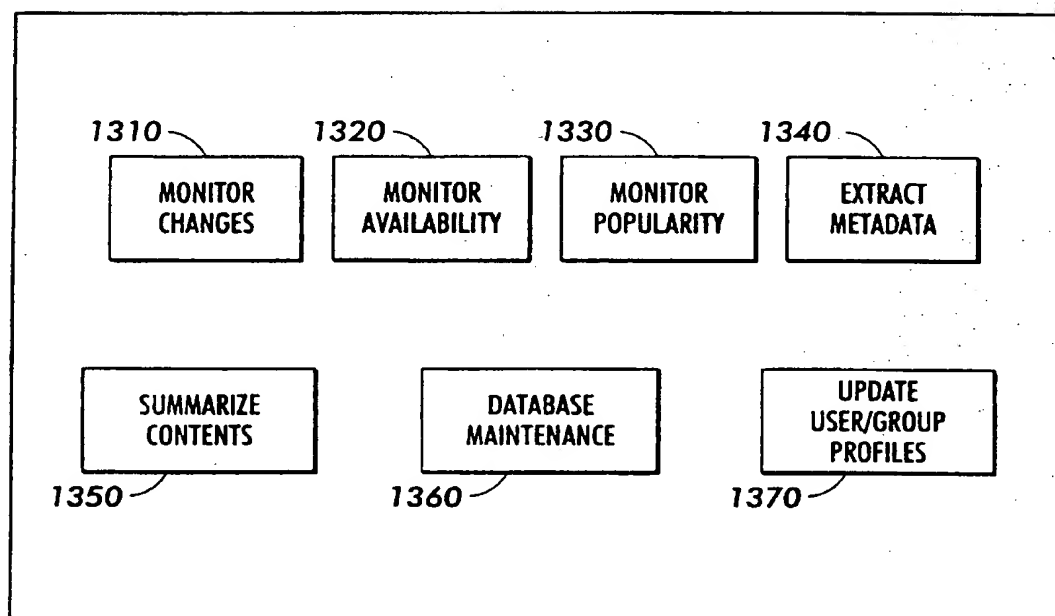 1310
1320
1330
1340
MONITOR
CHANGES
MONITOR
AVAILABILITY
MONITOR
POPULARITY
EXTRACT
METADATA
SUMMARIZE
CONTENTS
DATABASE
MAINTENANCE
UPDATE
USER/GROUP
PROFILES
1350
1360
1370